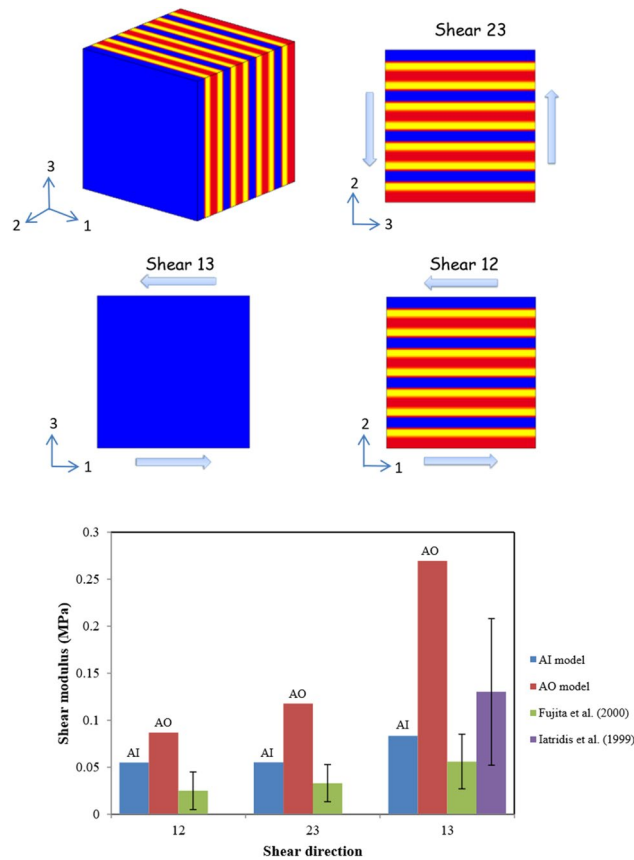 Shear 23
3
2
1
2
3
Shear 13
Shear 12
3
1
2
1
0.3
0.25
0.2
0.15
0.1
0.05
0
Shear modulus (MPa)
AI
AO
AI
AO
AI
AO
12
23
13
Shear direction
AI model
AO model
Fujita et al. (2000)
Iatridis et al. (1999)